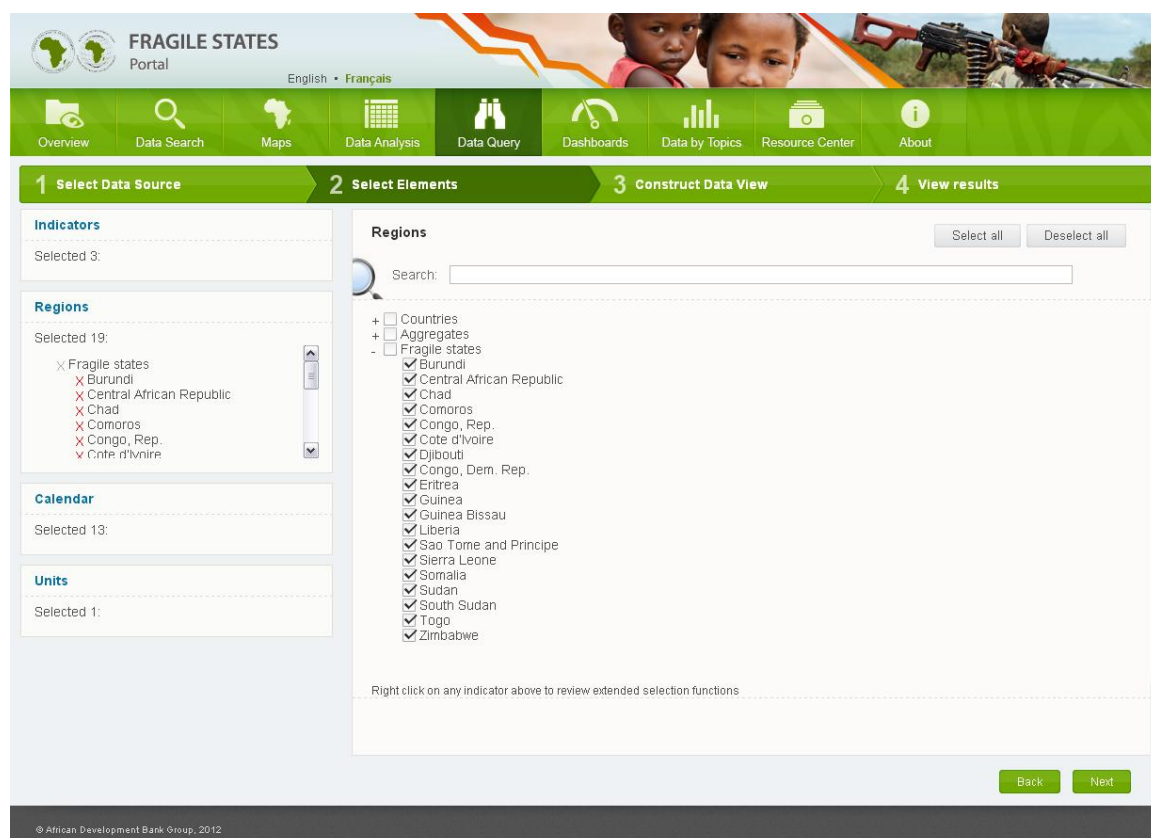 FRAGILE STATES
Portal
English • Français
Overview
Data Search
Maps
Data Analysis
Data Query
Dashboards
Data by Topics
Resource Center
About
1 Select Data Source
2 Select Elements
3 Construct Data View
4 View results
Indicators
Selected 3:
Regions
Selected 19:
Fragile states
Burundi
Central African Republic
Chad
Comoros
Congo, Rep.
Cote d'Ivoire
Calendar
Selected 13:
Units
Selected 1:
Regions
Select all
Deselect all
Search:
+ Countries
+ Aggregates
- Fragile states
Burundi
Central African Republic
Chad
Comoros
Congo, Rep.
Cote d'Ivoire
Djibouti
Congo, Dem. Rep.
Eritrea
Guinea
Guinea Bissau
Liberia
Sao Tome and Principe
Sierra Leone
Somalia
Sudan
South Sudan
Togo
Zimbabwe
Right click on any indicator above to review extended selection functions
Back
Next
© African Development Bank Group, 2012